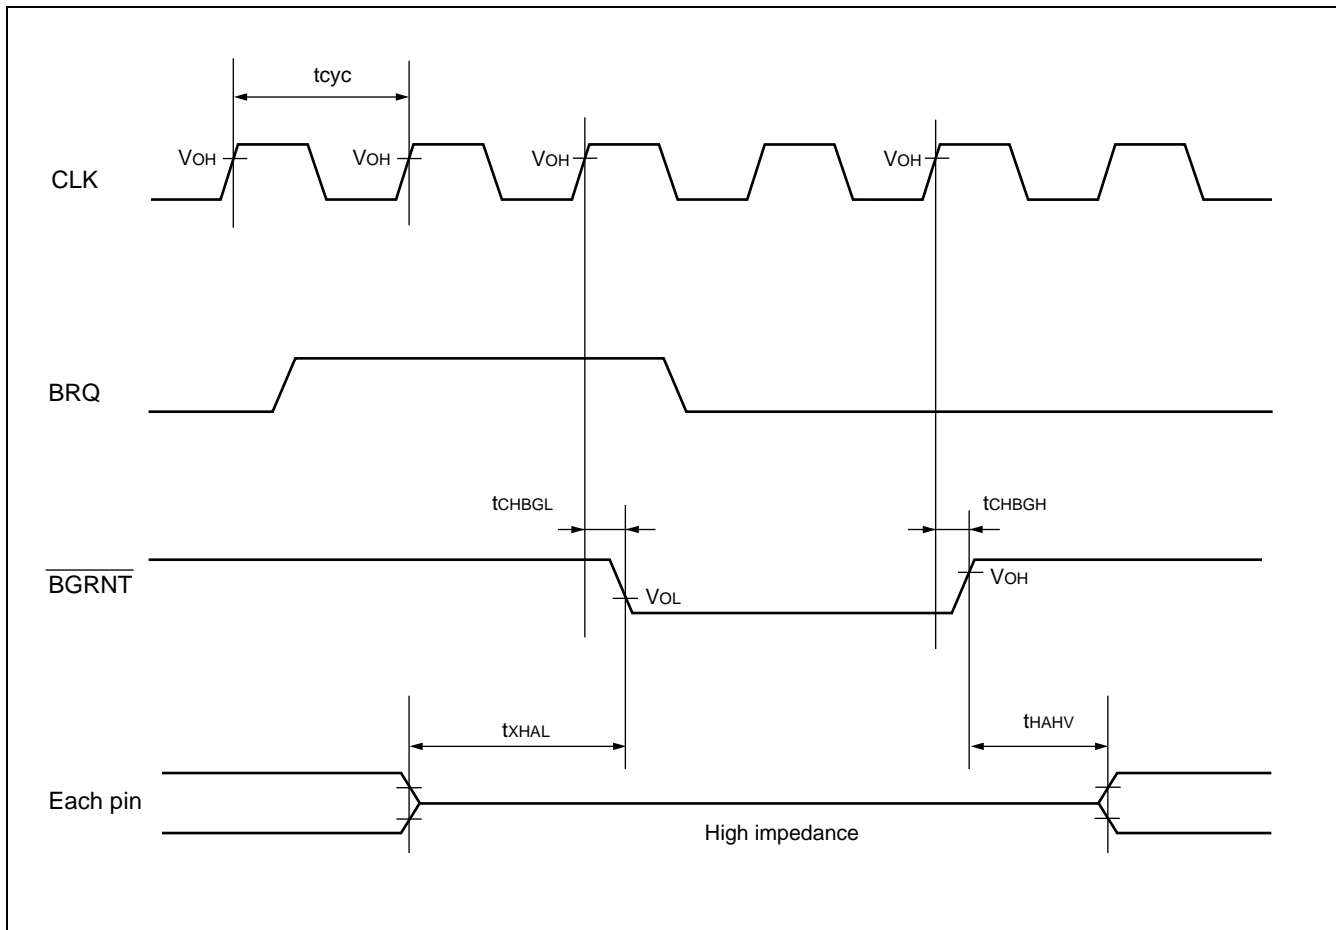 tCYC
VOH
VOH
VOH
VOH
CLK
BRQ
tCHBGL
tCHBGH
BGRNT
VOL
VOH
tXHAL
tHAHV
Each pin
High impedance